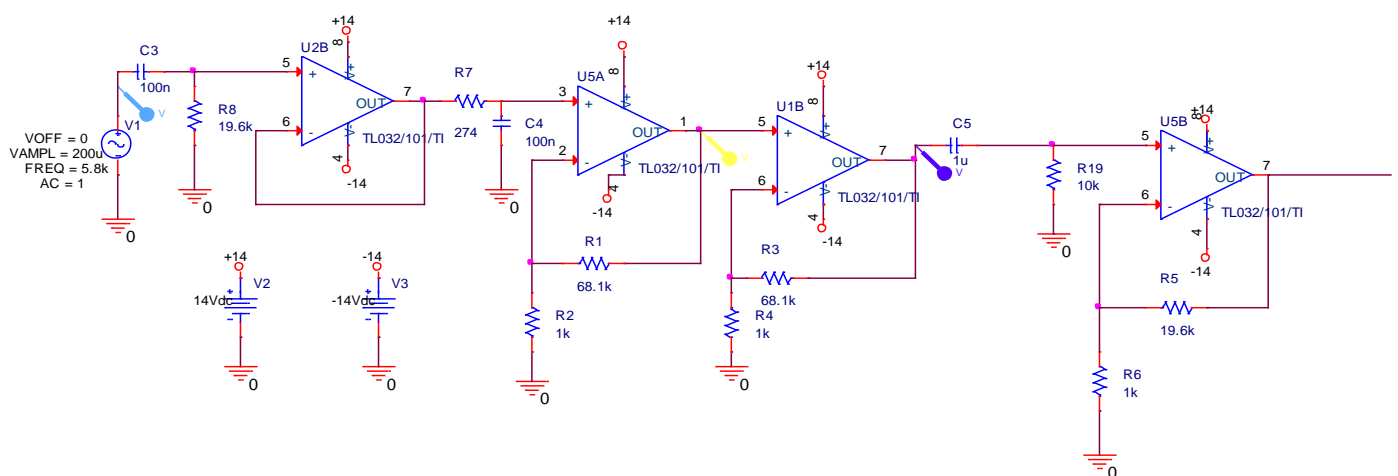 +14
C3
100n
U2B
8
V+
5
+
OUT
7
6
-
V-
4
TL032/101/TI
-14
R8
19.6k
0
V
V1
VOFF = 0
VAMPL = 200u
FREQ = 5.8k
AC = 1
0
R7
274
C4
100n
0
+14
U5A
8
V+
3
+
OUT
1
2
-
V-
4
TL032/101/TI
-14
V
R1
68.1k
R2
1k
0
+14
U1B
8
V+
5
+
OUT
7
6
-
V-
4
TL032/101/TI
-14
R3
68.1k
R4
1k
0
C5
1u
V
R19
10k
0
+14
U5B
8
V+
5
+
OUT
7
6
-
V-
4
TL032/101/TI
-14
R5
19.6k
R6
1k
0
+14
V2
14Vdc
+
-
0
-14
V3
-14Vdc
+
-
0